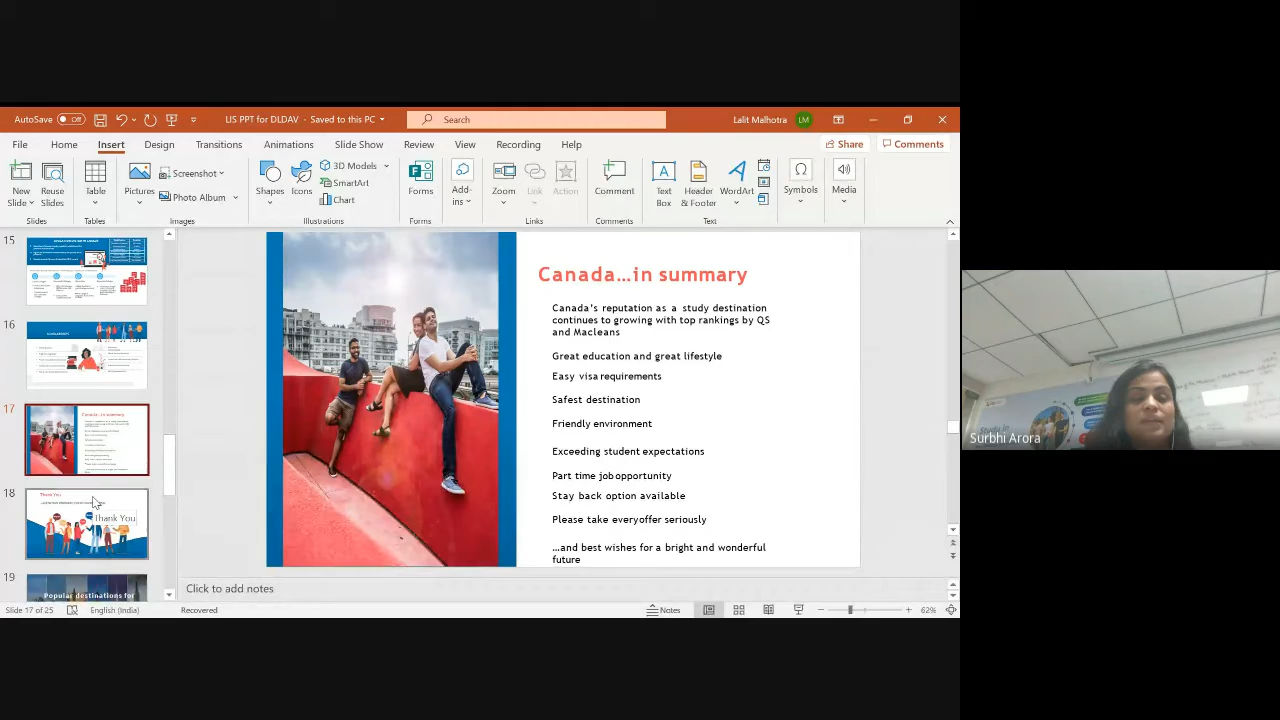 AutoSave Off
LIS PPT for DLDAV - Saved to this PC
Search
Lalit Malhotra LM
File Home Insert Design Transitions Animations Slide Show Review View Recording Help
Share Comments
New Slide
Reuse Slides
Table
Pictures
Screenshot
Photo Album
Shapes
Icons
3D Models
SmartArt
Chart
Forms
Add-ins
Zoom
Link
Action
Comment
Text Box
Header & Footer
WordArt
Symbols
Media
Slides Tables Images Illustrations Forms Links Comments Text
15
16
17
Canada...in summary
18
Thank You
Thank You
19
Popular destinations for
Canada...in summary
Canada's reputation as a study destination
continues to growing with top rankings by QS
and Macleans
Great education and great lifestyle
Easy visa requirements
Safest destination
Friendly environment
Exceeding student expectations
Part time job opportunity
Stay back option available
Please take everyoffer seriously
...and best wishes for a bright and wonderful
future
Click to add notes
Slide 17 of 25 English (India) Recovered Notes 62%
Surbhi Arora